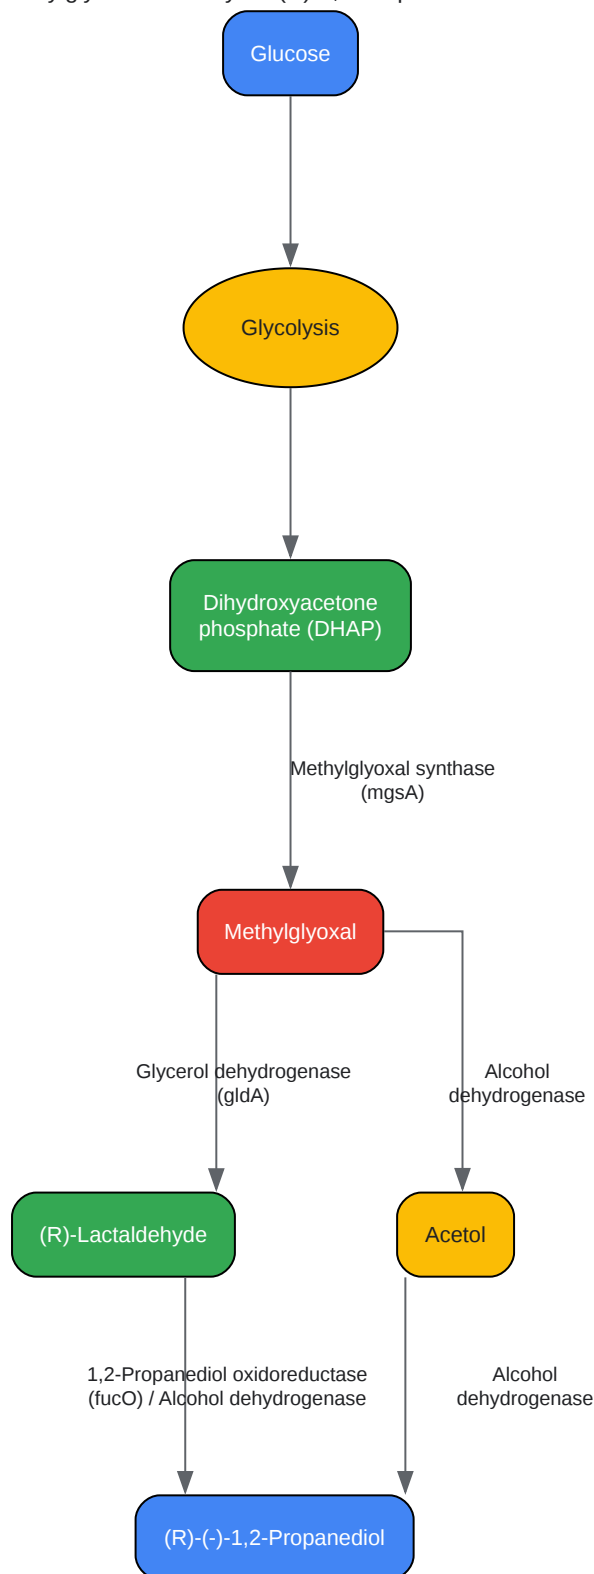 Glucose
Glycolysis
Dihydroxyacetone
phosphate (DHAP)
Methylglyoxal synthase
(mgsA)
Methylglyoxal
Glycerol dehydrogenase
(gldA)
Alcohol
dehydrogenase
(R)-Lactaldehyde
Acetol
1,2-Propanediol oxidoreductase
(fucO) / Alcohol dehydrogenase
Alcohol
dehydrogenase
(R)-(-)-1,2-Propanediol